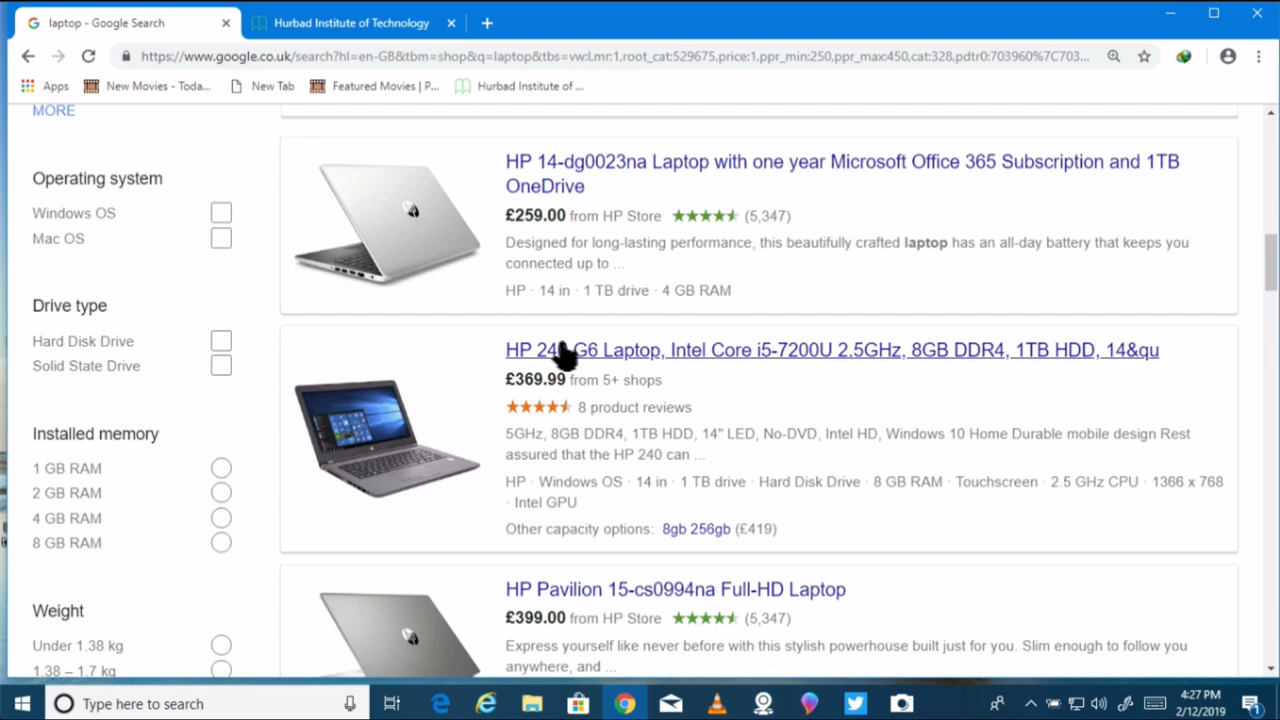 laptop - Google Search
Hurbad Institute of Technology
https://www.google.co.uk/search?hl=en-GB&tbm=shop&q=laptop&tbs=vw:l,mr:1,root_cat:529675,price:1,ppr_min:250,ppr_max:450,cat:328,pdtr0:703960%7C703...
Apps
New Movies - Toda...
New Tab
Featured Movies | P...
Hurbad Institute of ...
MORE
Operating system
Windows OS
Mac OS
Drive type
Hard Disk Drive
Solid State Drive
Installed memory
1 GB RAM
2 GB RAM
4 GB RAM
8 GB RAM
Weight
Under 1.38 kg
1.38 – 1.7 kg
HP 14-dg0023na Laptop with one year Microsoft Office 365 Subscription and 1TB
OneDrive
£259.00 from HP Store (5,347)
Designed for long-lasting performance, this beautifully crafted laptop has an all-day battery that keeps you
connected up to ...
HP · 14 in · 1 TB drive · 4 GB RAM
HP G6 Laptop, Intel Core i5-7200U 2.5GHz, 8GB DDR4, 1TB HDD, 14&qu
£369.99 from 5+ shops
8 product reviews
5GHz, 8GB DDR4, 1TB HDD, 14" LED, No-DVD, Intel HD, Windows 10 Home Durable mobile design Rest
assured that the HP 240 can ...
HP · Windows OS · 14 in · 1 TB drive · Hard Disk Drive · 8 GB RAM · Touchscreen · 2.5 GHz CPU · 1366 x 768
· Intel GPU
Other capacity options: 8gb 256gb (£419)
HP Pavilion 15-cs0994na Full-HD Laptop
£399.00 from HP Store (5,347)
Express yourself like never before with this stylish powerhouse built just for you. Slim enough to follow you
anywhere, and ...
Type here to search
4:27 PM
2/12/2019
1